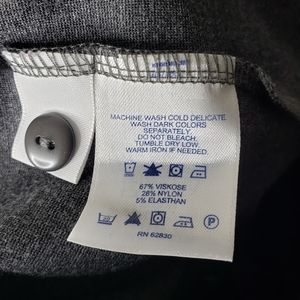 MACHINE WASH COLD DELICATE
WASH DARK COLORS
SEPARATELY.
DO NOT BLEACH.
TUMBLE DRY LOW.
WARM IRON IF NEEDED.
67% VISKOSE
28% NYLON
5% ELASTHAN
RN 62830